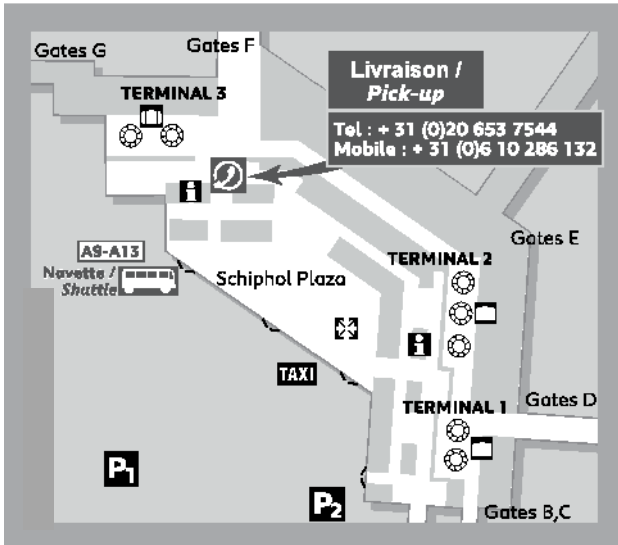 Gates F
Gates G
Livraison /
Pick-up
TERMINAL 3
Tel : + 31 (0)20 653 7544
Mobile : + 31 (0)6 10 286 132
i
Gates E
A9-A13
TERMINAL 2
Navette /
Shuttle
Schiphol Plaza
i
TAXI
Gates D
TERMINAL 1
P1
P2
Gates B,C